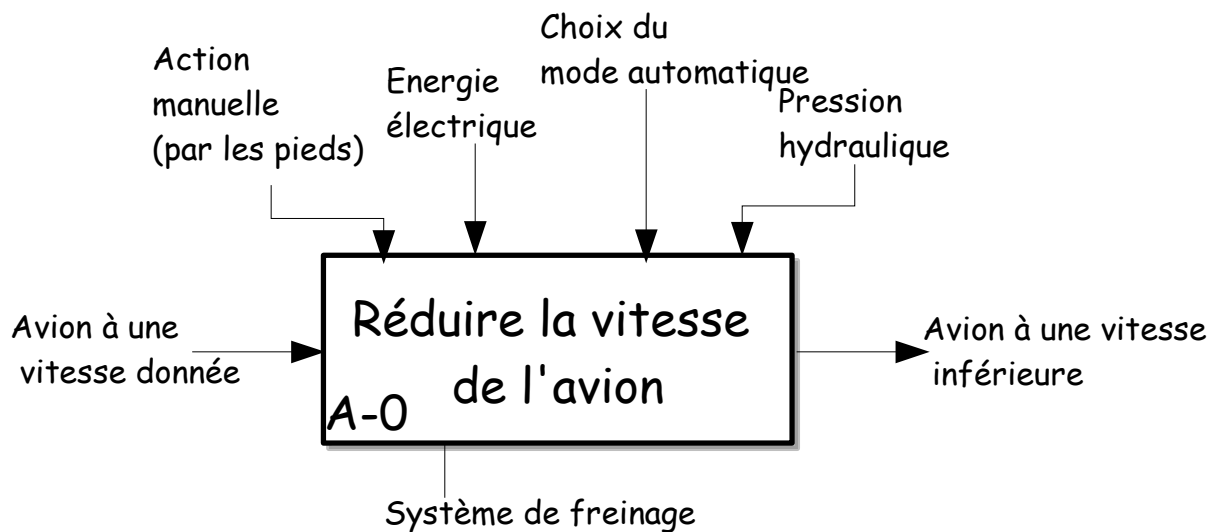 Choix du
mode automatique
Action
manuelle
(par les pieds)
Energie
électrique
Pression
hydraulique
Avion à une
vitesse donnée
Réduire la vitesse
de l'avion
A-0
Avion à une vitesse
inférieure
Système de freinage